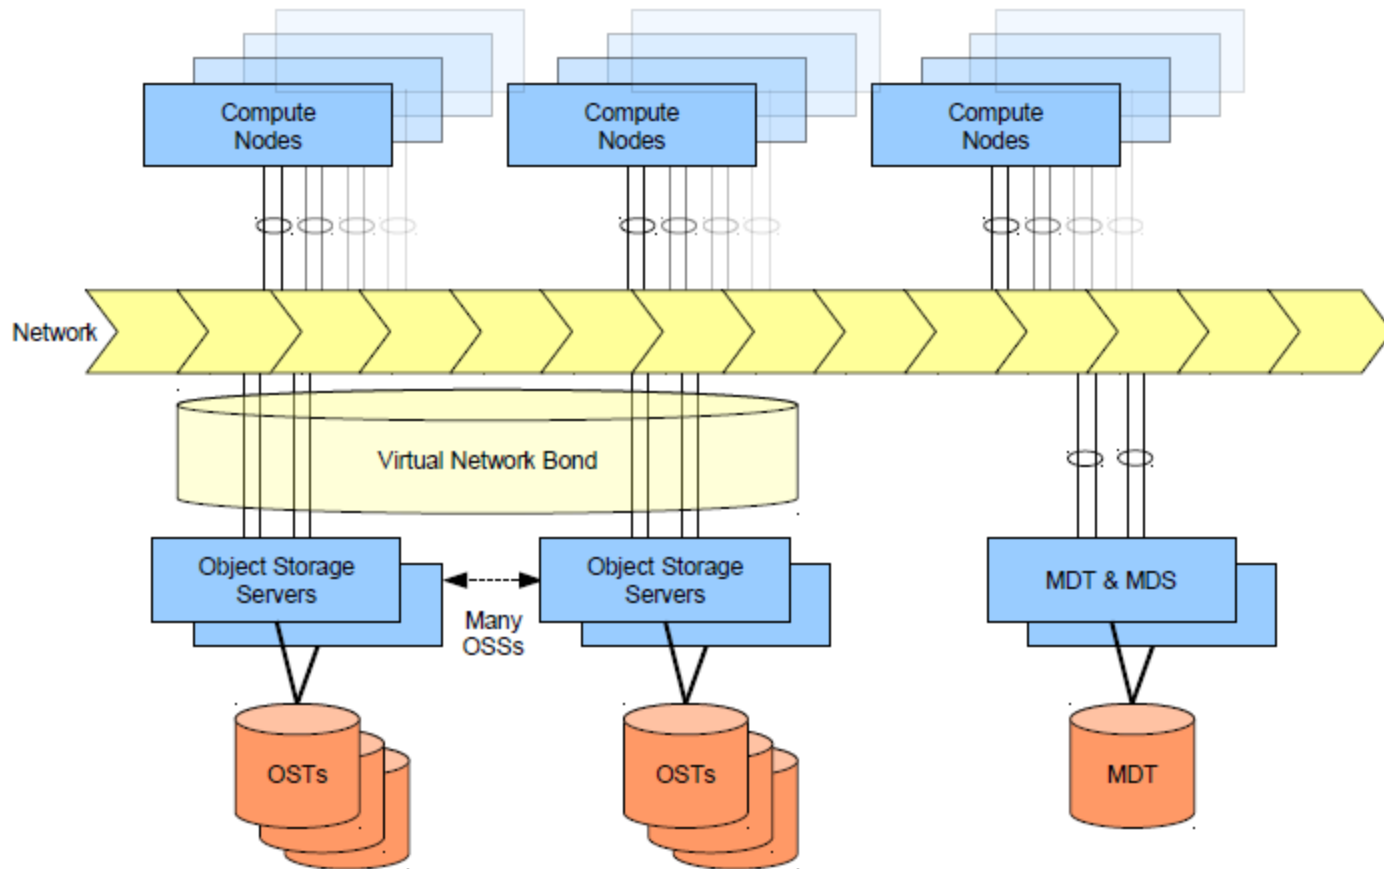 Compute
Nodes
Compute
Nodes
Compute
Nodes
Network
Virtual Network Bond
Object Storage
Servers
Many
OSSs
Object Storage
Servers
MDT & MDS
OSTs
OSTs
MDT